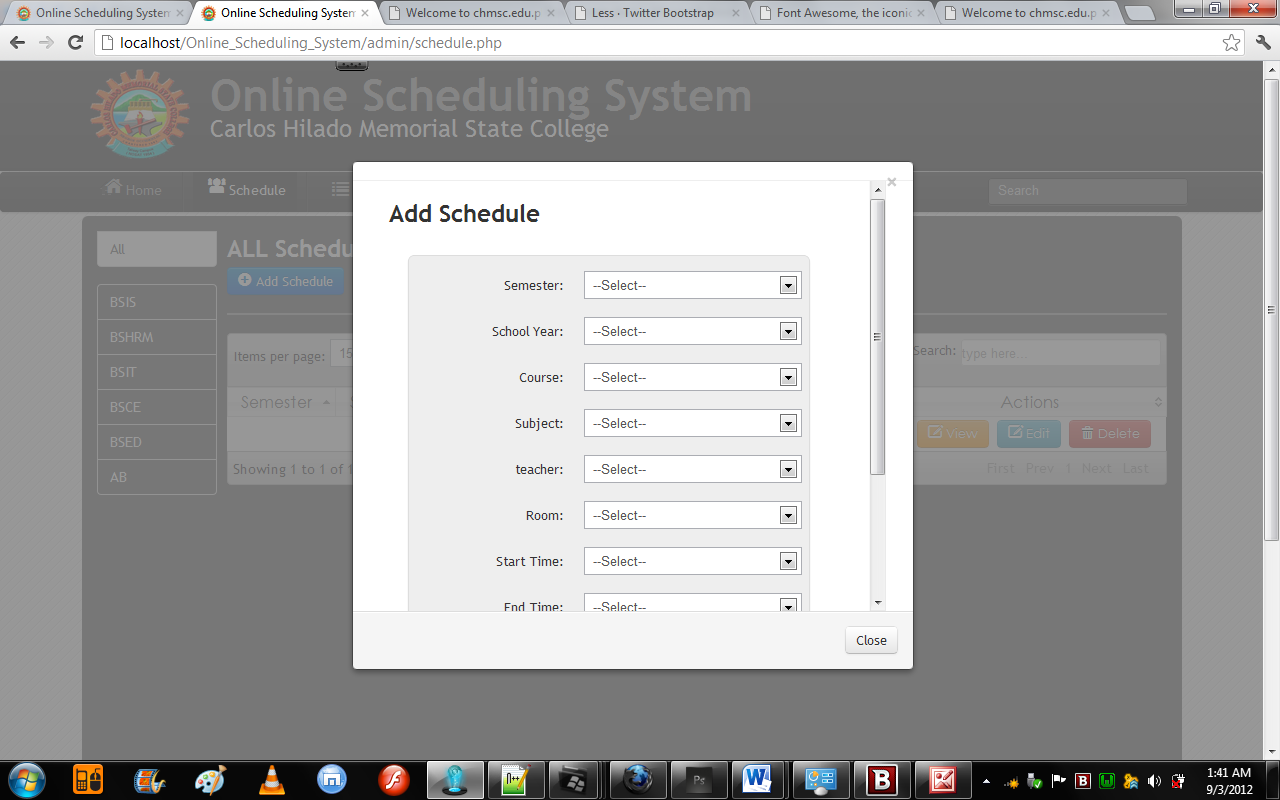 Online Scheduling System
Online Scheduling System
Welcome to chmsc.edu.p
Less · Twitter Bootstrap
Font Awesome, the iconic
Welcome to chmsc.edu.p
localhost/Online_Scheduling_System/admin/schedule.php
Online Scheduling System
Carlos Hilado Memorial State College
Home
Schedule
Search
All
ALL Schedu
Add Schedule
BSIS
BSHRM
BSIT
BSCE
BSED
AB
Items per page: 15
Search: type here..
Semester
Actions
View
Edit
Delete
Showing 1 to 1 of 1
First Prev 1 Next Last
×
Add Schedule
Semester: --Select--
School Year: --Select--
Course: --Select--
Subject: --Select--
teacher: --Select--
Room: --Select--
Start Time: --Select--
End Time: --Select--
Close
1:41 AM
9/3/2012